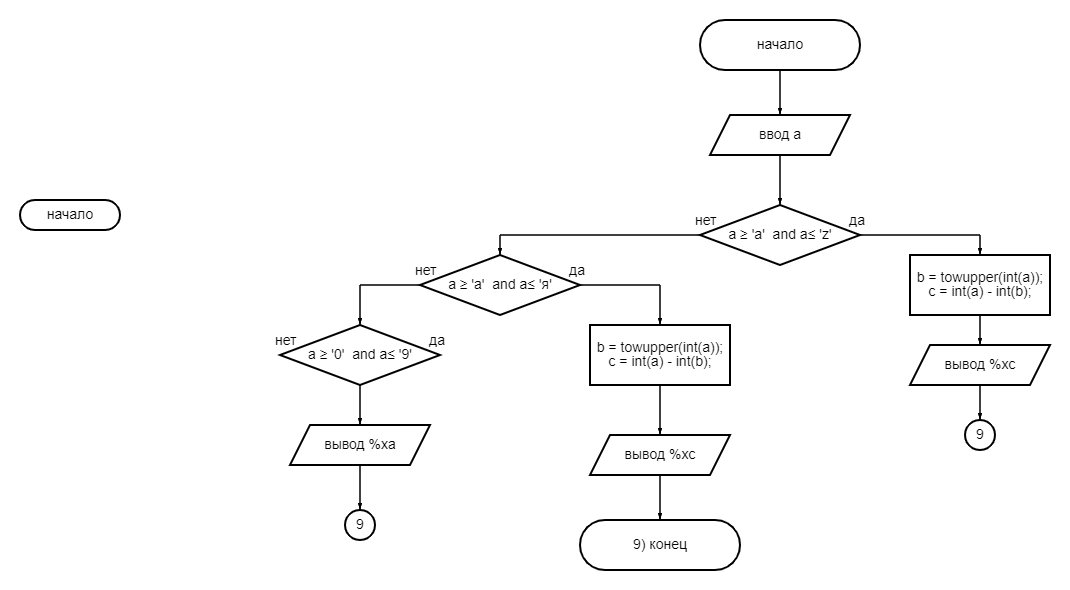 начало
ввод a
начало
нет
a ≥ 'a'  and a≤ 'z'
да
нет
a ≥ 'a'  and a≤ 'я'
да
b = towupper(int(a));
c = int(a) - int(b);
нет
a ≥ '0'  and a≤ '9'
да
b = towupper(int(a));
c = int(a) - int(b);
вывод %xc
вывод %xa
вывод %xc
9
9
9) конец